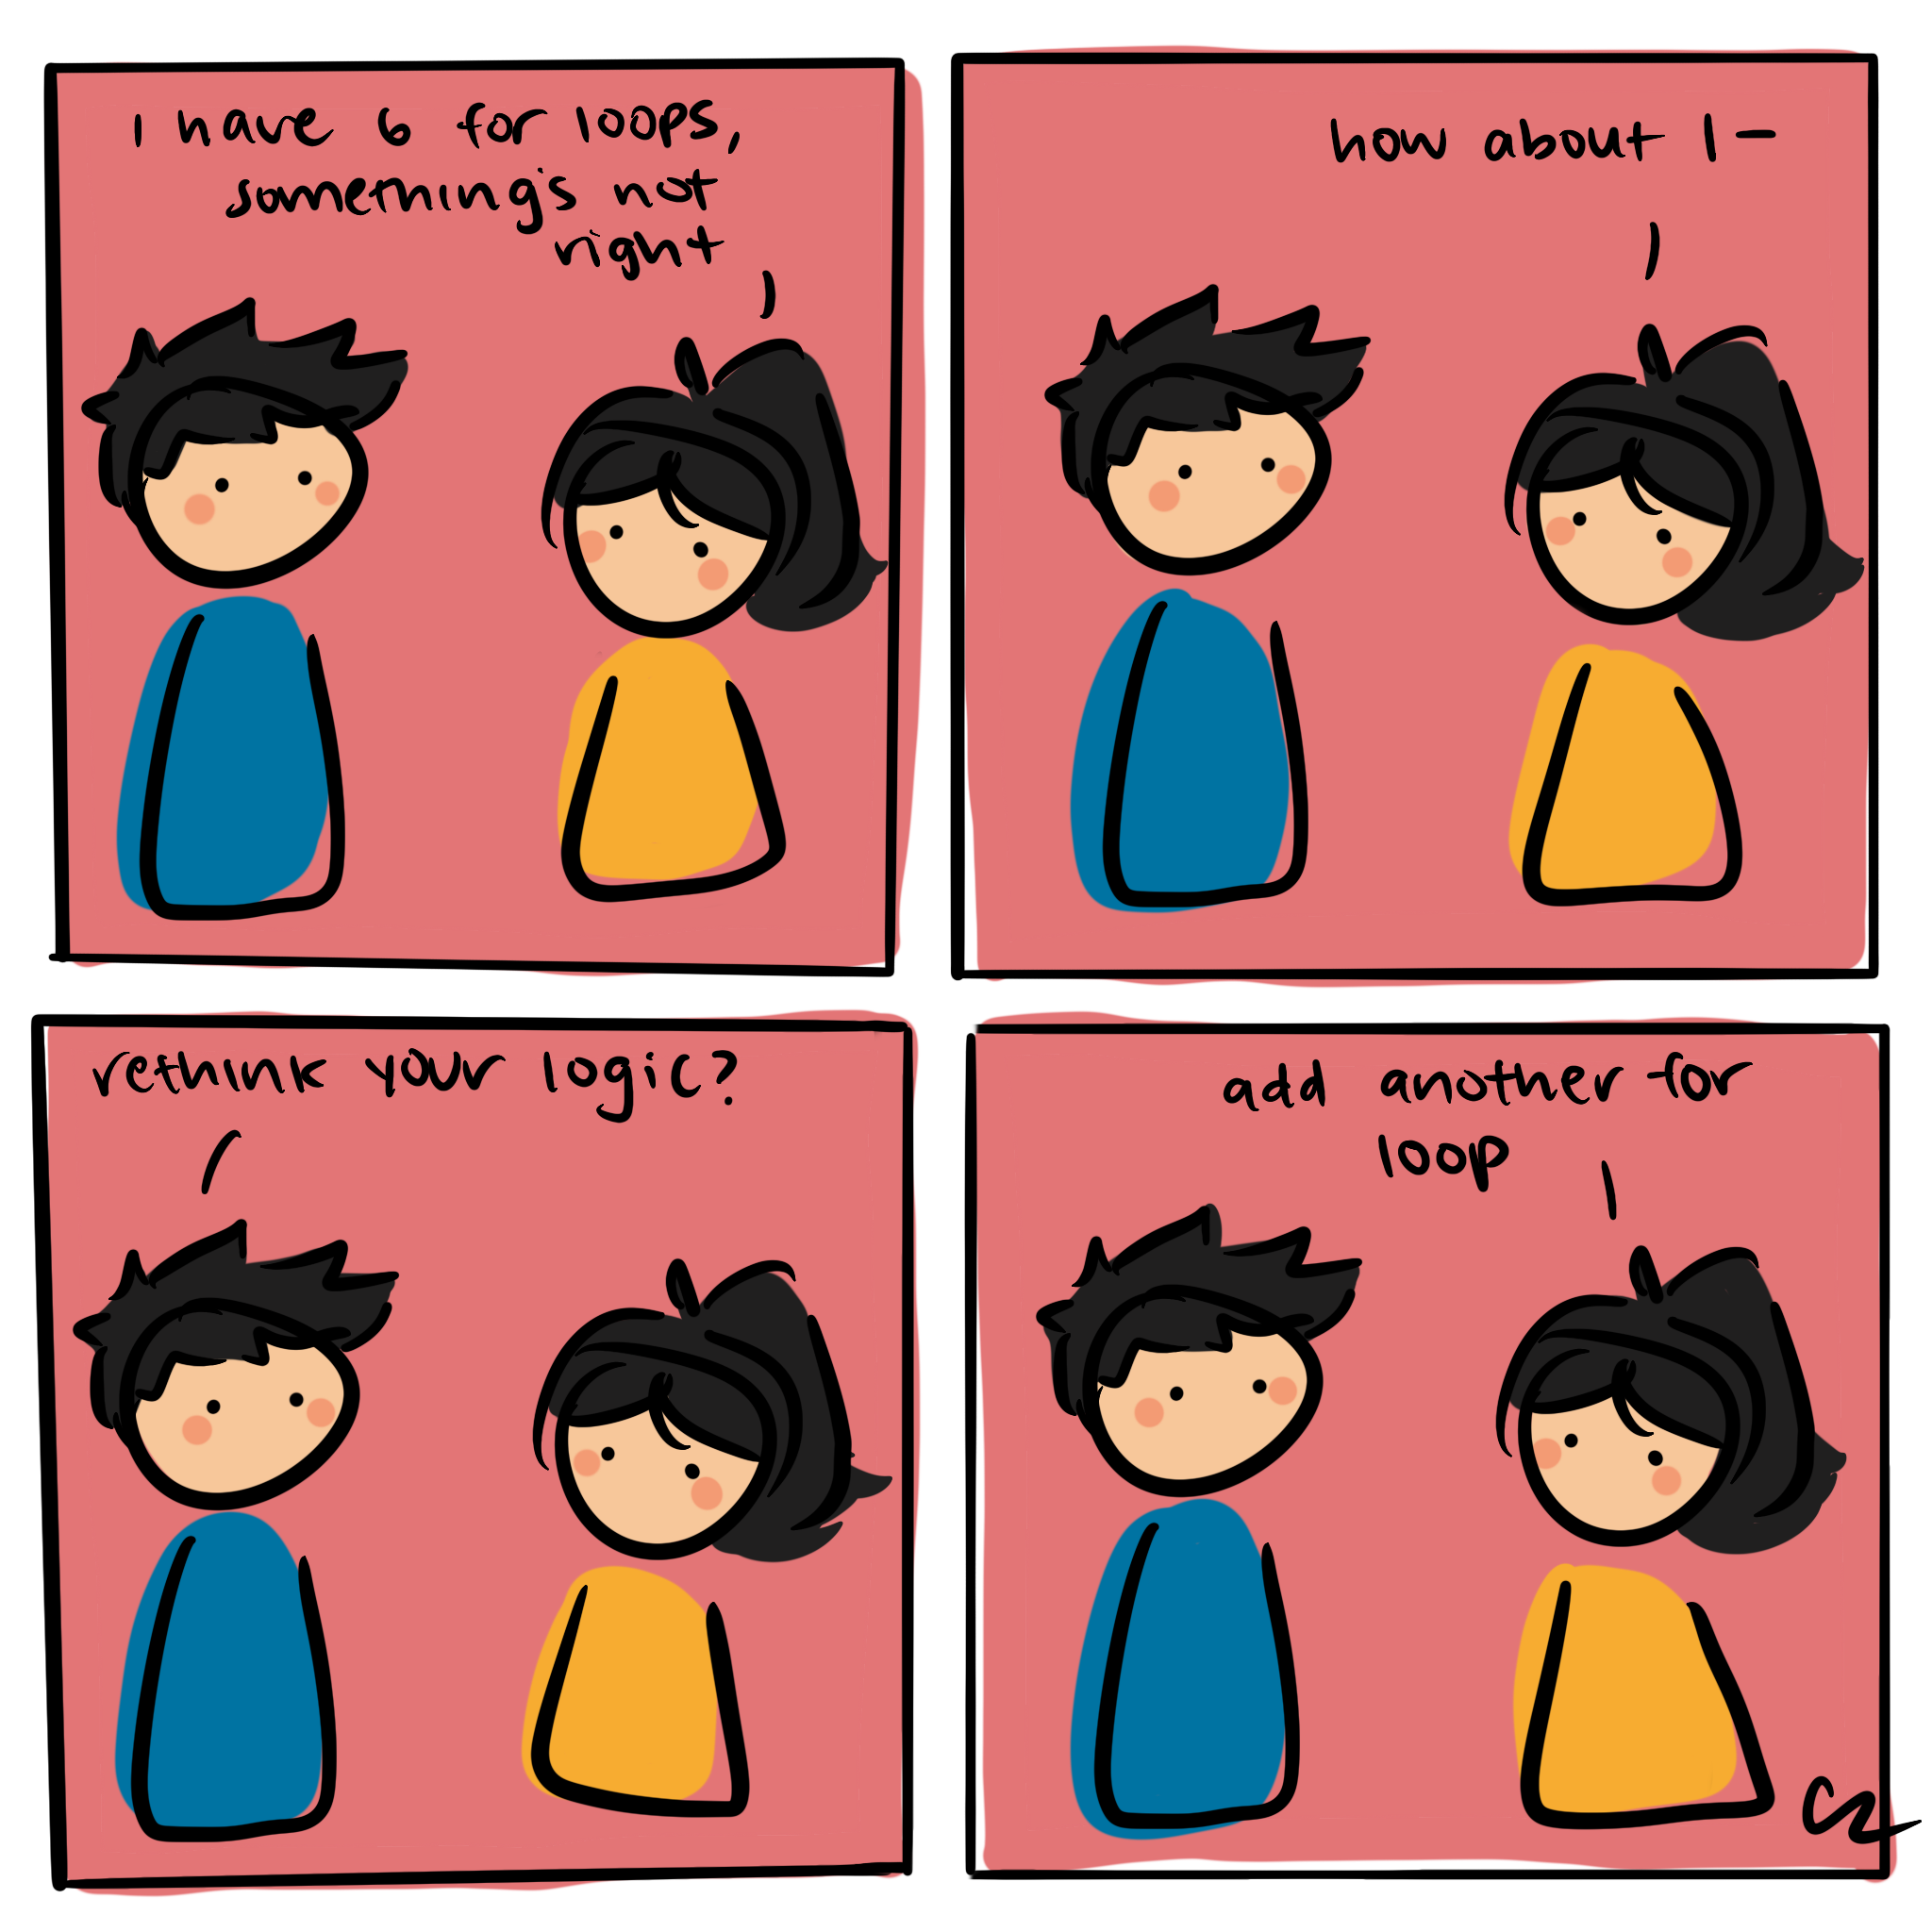 I have 6 for loops,
something's not
right
how about I—
rethink your logic?
add another for
loop